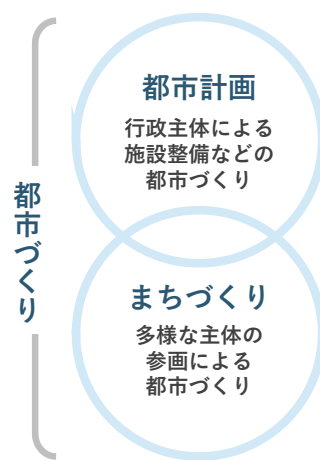 都市づくり
都市計画
行政主体による
施設整備などの
都市づくり
まちづくり
多様な主体の
参画による
都市づくり